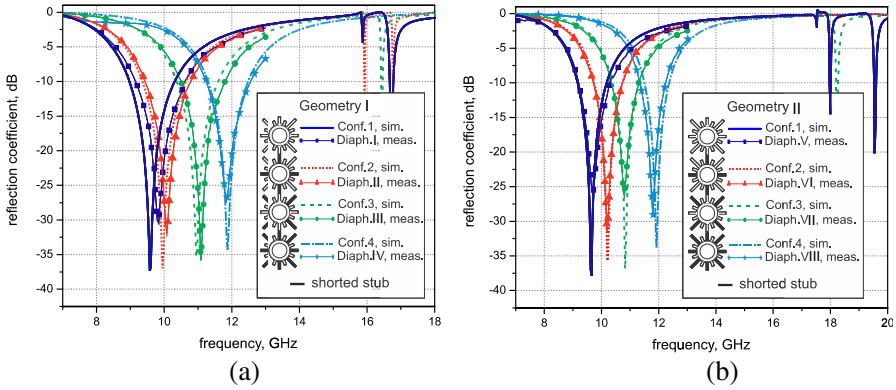 0
-5
-10
-15
-20
-25
-30
-35
-40
reflection coefficient, dB
8
10
12
14
16
18
frequency, GHz
Geometry I
Conf.1, sim.
Diaph.I, meas.
Conf.2, sim.
Diaph.II, meas.
Conf.3, sim.
Diaph.III, meas.
Conf.4, sim.
Diaph.IV, meas.
shorted stub
(a)
0
-5
-10
-15
-20
-25
-30
-35
-40
reflection coefficient, dB
8
10
12
14
16
18
20
frequency, GHz
Geometry II
Conf.1, sim.
Diaph.V, meas.
Conf.2, sim.
Diaph.VI, meas.
Conf.3, sim.
Diaph.VII, meas.
Conf.4, sim.
Diaph.VIII, meas.
shorted stub
(b)